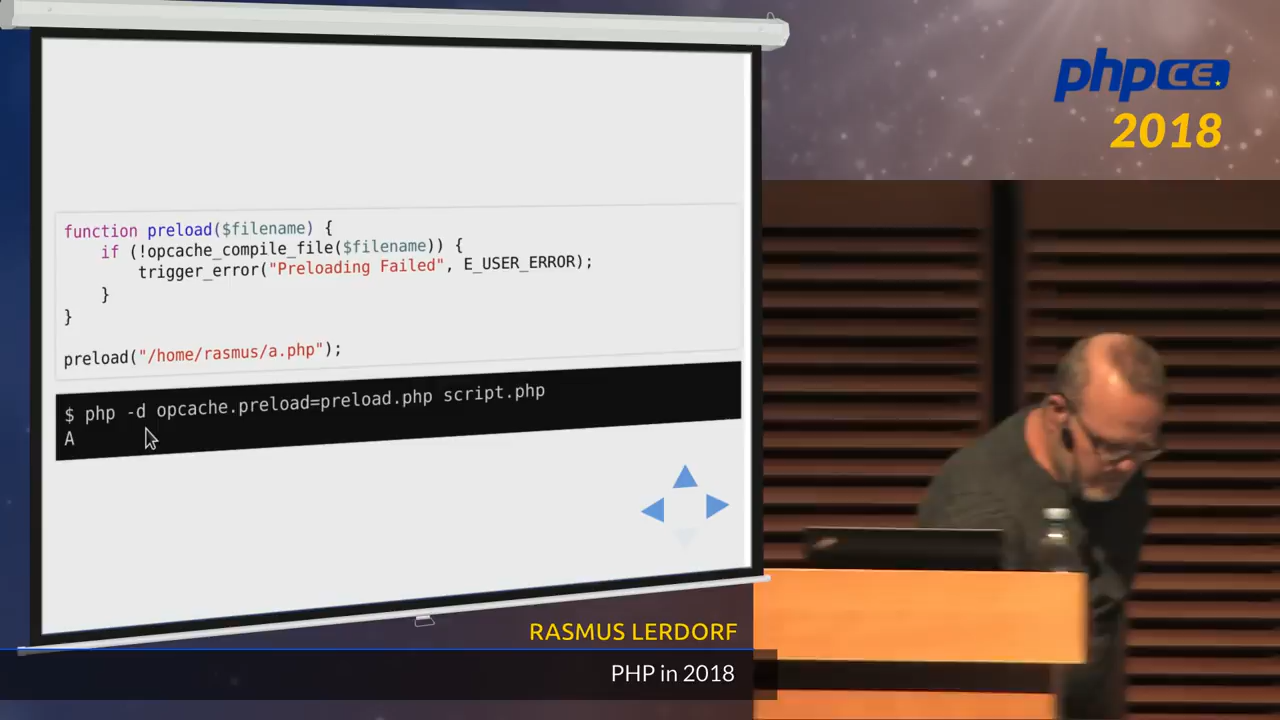 phpce
2018
function preload($filename) {
    if (!opcache_compile_file($filename)) {
        trigger_error("Preloading Failed", E_USER_ERROR);
    }
}
preload("/home/rasmus/a.php");
$ php -d opcache.preload=preload.php script.php
A
RASMUS LERDORF
PHP in 2018